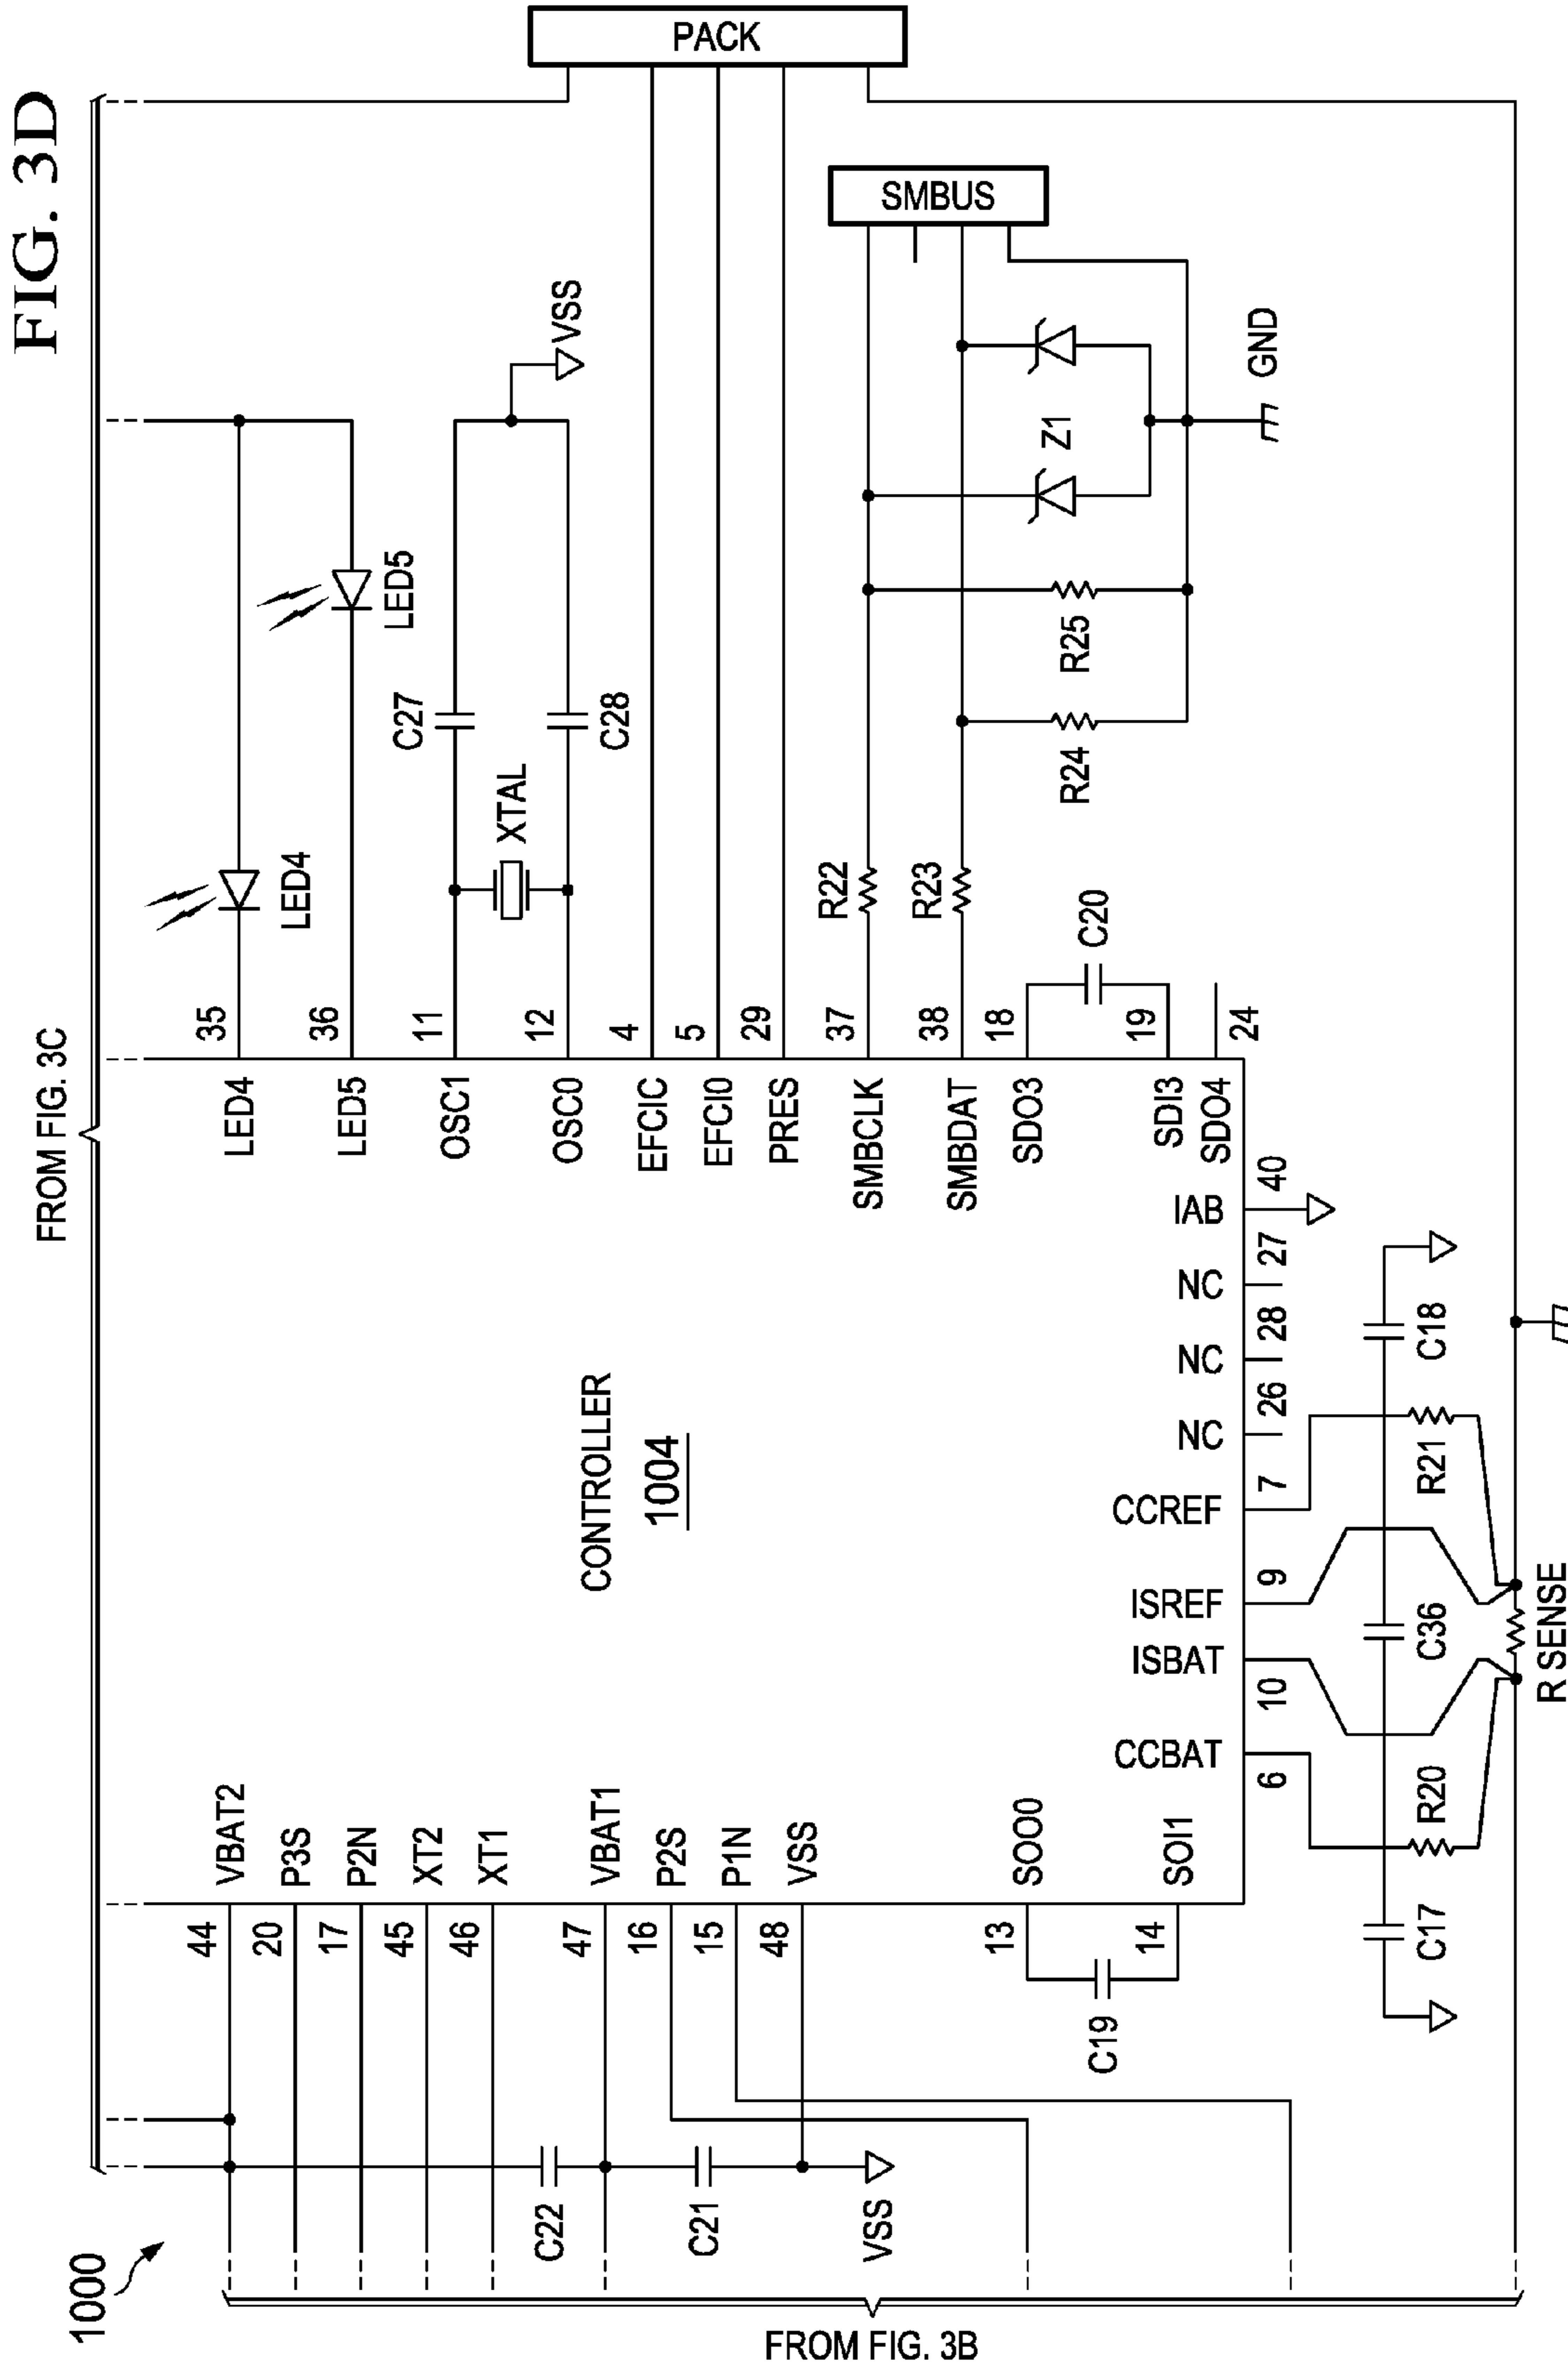 FIG. 3D
1000
FROM FIG. 3C
FROM FIG. 3B
PACK
SMBUS
CONTROLLER
1004
44
VBAT2
20
P3S
17
P2N
45
XT2
46
XT1
47
VBAT1
16
P2S
15
P1N
48
VSS
13
SOO0
14
SOI1
C22
C21
VSS
C19
LED4
35
LED5
36
OSC1
11
OSC0
12
EFCIC
4
EFCI0
5
PRES
29
SMBCLK
37
SMBDAT
38
SDO3
18
SDI3
19
SDO4
24
CCBAT
6
ISBAT
10
ISREF
9
CCREF
7
NC
26
NC
28
NC
27
IAB
40
LED4
LED5
C27
XTAL
C28
VSS
R22
R23
C20
R24
R25
Z1
GND
C17
R20
C36
R21
C18
R SENSE